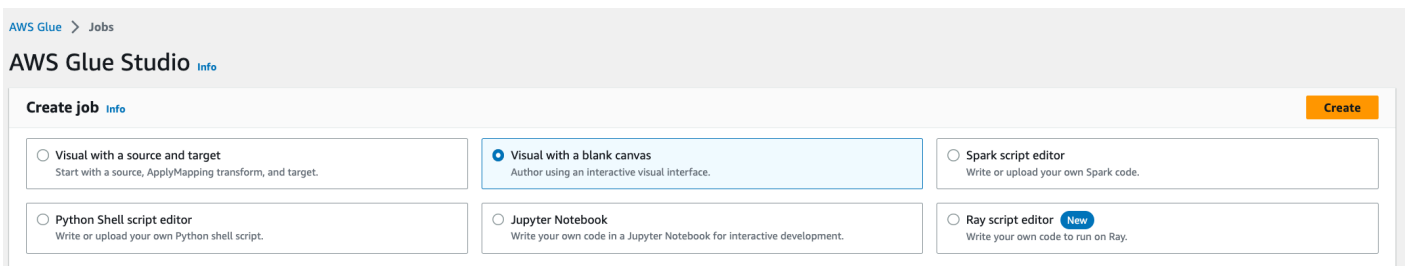 AWS Glue > Jobs
AWS Glue Studio Info
Create job Info
Create
Visual with a source and target
Start with a source, ApplyMapping transform, and target.
Visual with a blank canvas
Author using an interactive visual interface.
Spark script editor
Write or upload your own Spark code.
Python Shell script editor
Write or upload your own Python shell script.
Jupyter Notebook
Write your own code in a Jupyter Notebook for interactive development.
Ray script editor New
Write your own code to run on Ray.